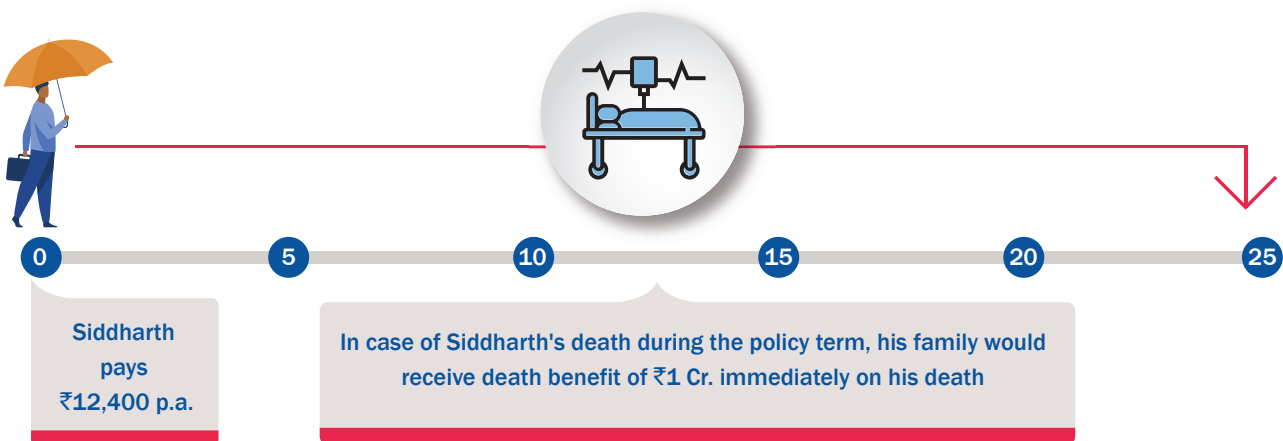 0 5 10 15 20 25
Siddharth
pays
₹12,400 p.a.
In case of Siddharth's death during the policy term, his family would
receive death benefit of ₹1 Cr. immediately on his death